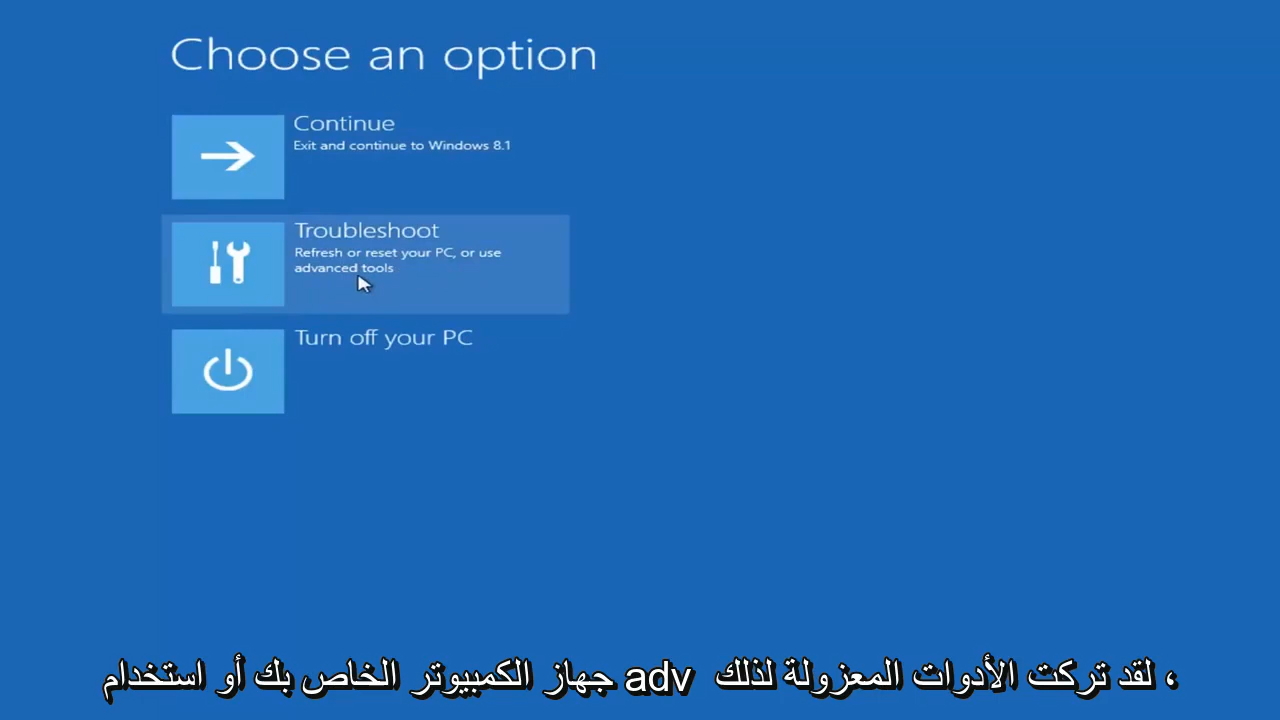 Choose an option
Continue
Exit and continue to Windows 8.1
Troubleshoot
Refresh or reset your PC, or use
advanced tools
Turn off your PC
جهاز الكمبيوتر الخاص بك أو استخدام adv ، لقد تركت الأدوات المعزولة لذلك